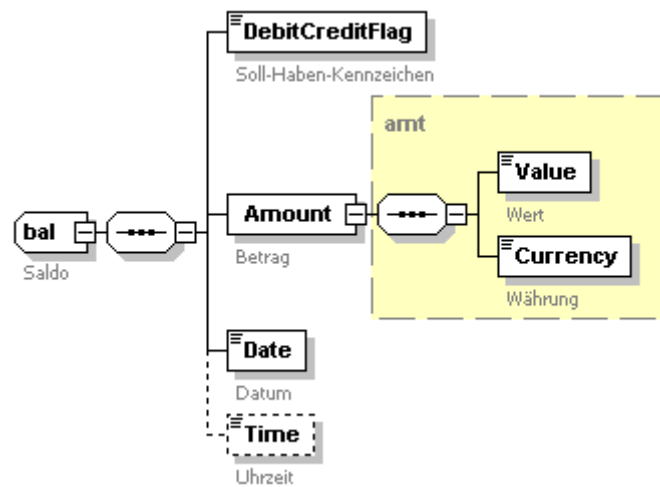 DebitCreditFlag
Soll-Haben-Kennzeichen
amt
Value
Wert
bal
Saldo
Amount
Betrag
Currency
Währung
Date
Datum
Time
Uhrzeit